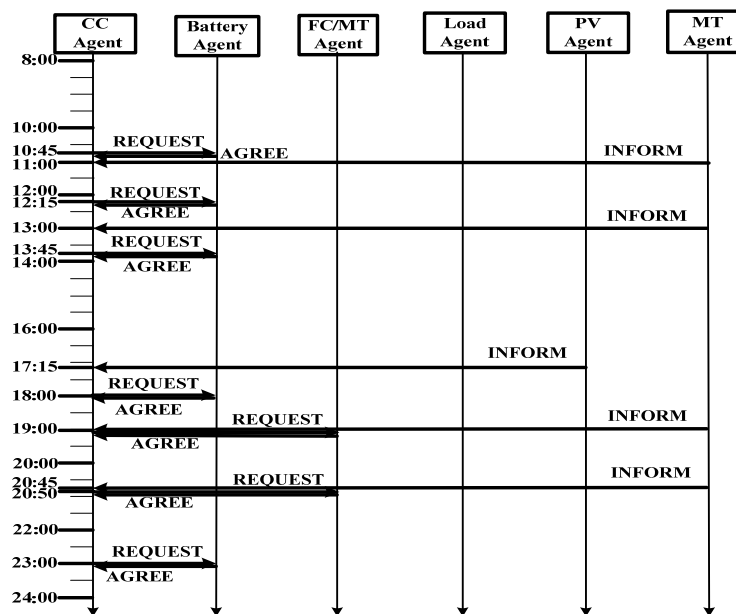 CC Agent
Battery Agent
FC/MT Agent
Load Agent
PV Agent
MT Agent
8:00
10:00
REQUEST
10:45
AGREE
INFORM
11:00
12:00
REQUEST
12:15
AGREE
INFORM
13:00
REQUEST
13:45
14:00
AGREE
16:00
INFORM
17:15
REQUEST
18:00
AGREE
REQUEST
INFORM
19:00
AGREE
20:00
REQUEST
INFORM
20:45
20:50
AGREE
22:00
REQUEST
23:00
AGREE
24:00